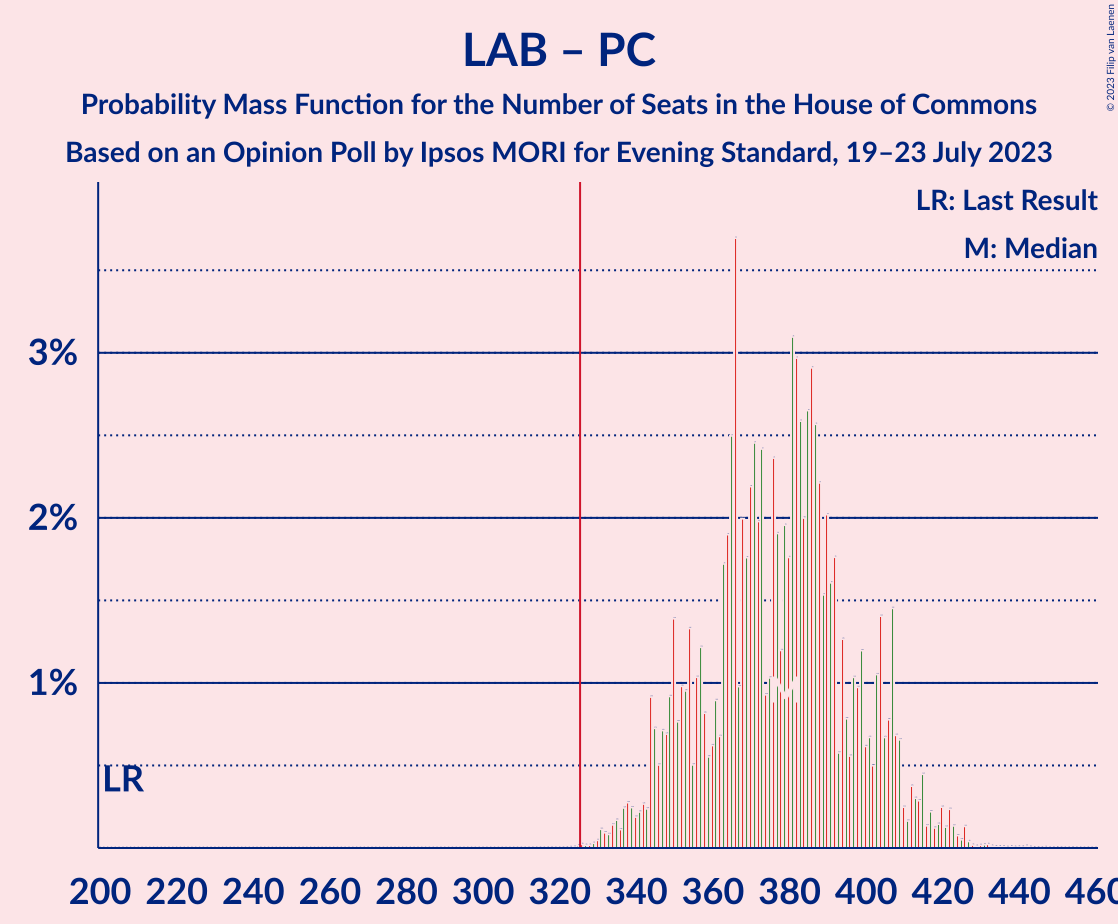 LAB – PC
Probability Mass Function for the Number of Seats in the House of Commons
Based on an Opinion Poll by Ipsos MORI for Evening Standard, 19–23 July 2023
© 2023 Filip van Laenen
LR: Last Result
M: Median
3%
2%
1%
LR
200 220 240 260 280 300 320 340 360 380 400 420 440 460